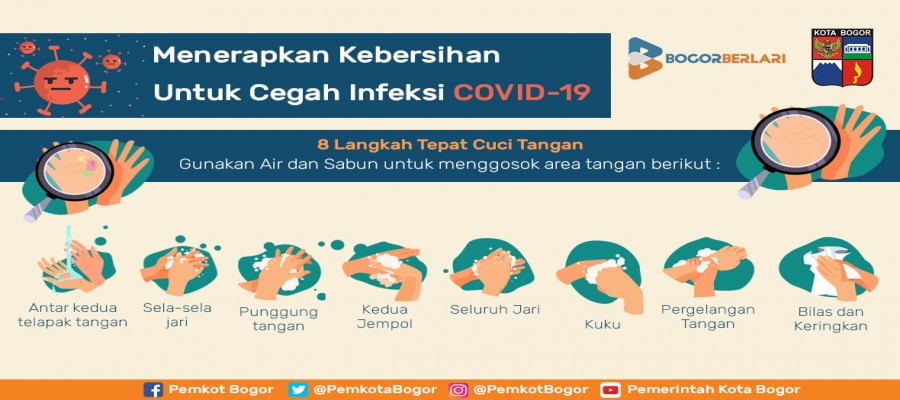 Menerapkan Kebersihan
Untuk Cegah Infeksi COVID-19
BOGORBERLARI
KOTA BOGOR
8 Langkah Tepat Cuci Tangan
Gunakan Air dan Sabun untuk menggosok area tangan berikut :
Antar kedua
telapak tangan
Sela-sela
jari
Punggung
tangan
Kedua
Jempol
Seluruh Jari
Kuku
Pergelangan
Tangan
Bilas dan
Keringkan
Pemkot Bogor
@PemkotaBogor
@PemkotBogor
Pemerintah Kota Bogor